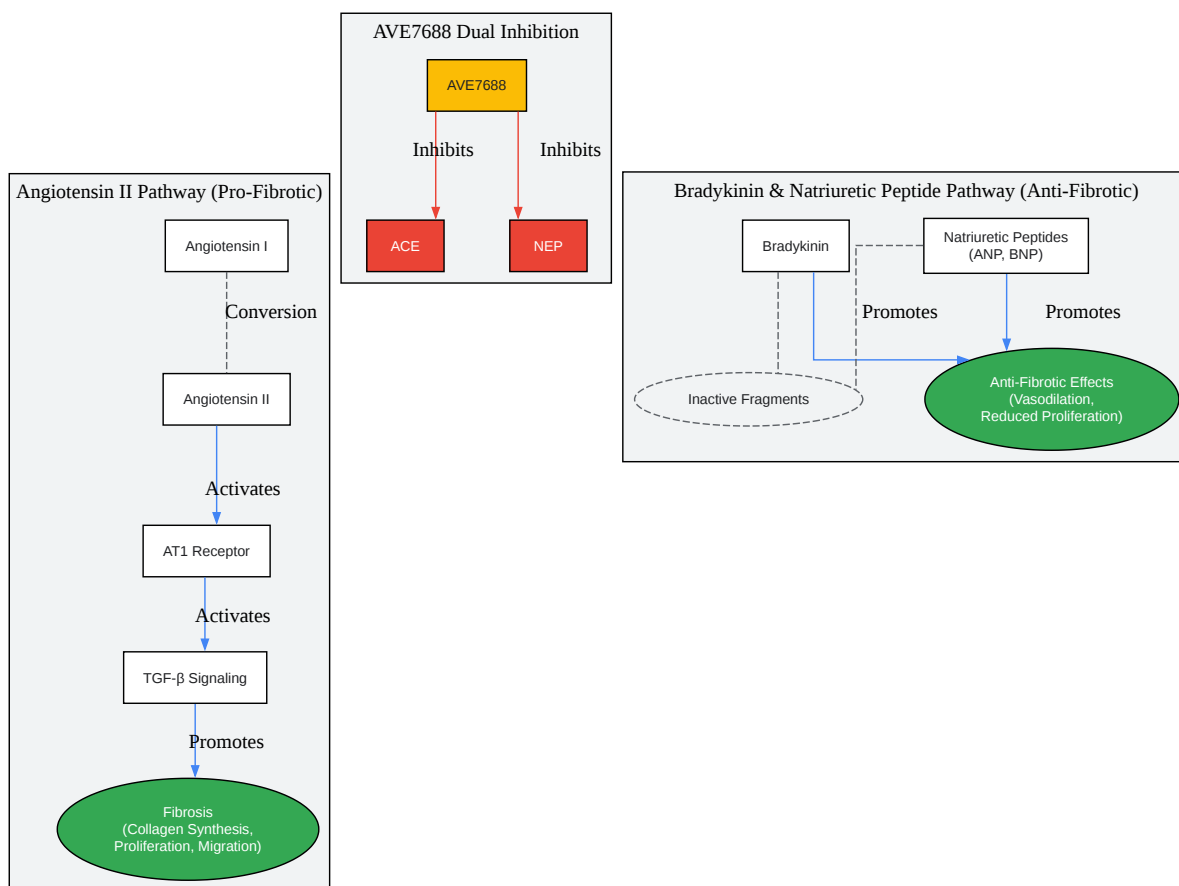 AVE7688 Dual Inhibition
AVE7688
Inhibits
Inhibits
ACE
NEP
Angiotensin II Pathway (Pro-Fibrotic)
Angiotensin I
Conversion
Angiotensin II
Activates
AT1 Receptor
Activates
TGF-β Signaling
Promotes
Fibrosis
(Collagen Synthesis,
Proliferation, Migration)
Bradykinin & Natriuretic Peptide Pathway (Anti-Fibrotic)
Bradykinin
Natriuretic Peptides
(ANP, BNP)
Promotes
Promotes
Inactive Fragments
Anti-Fibrotic Effects
(Vasodilation,
Reduced Proliferation)